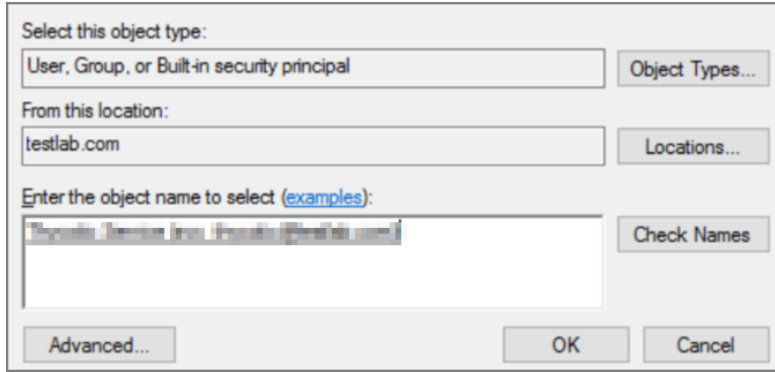 Select this object type:
User, Group, or Built-in security principal
Object Types...
From this location:
testlab.com
Locations...
Enter the object name to select (examples):
Check Names
Advanced...
OK
Cancel